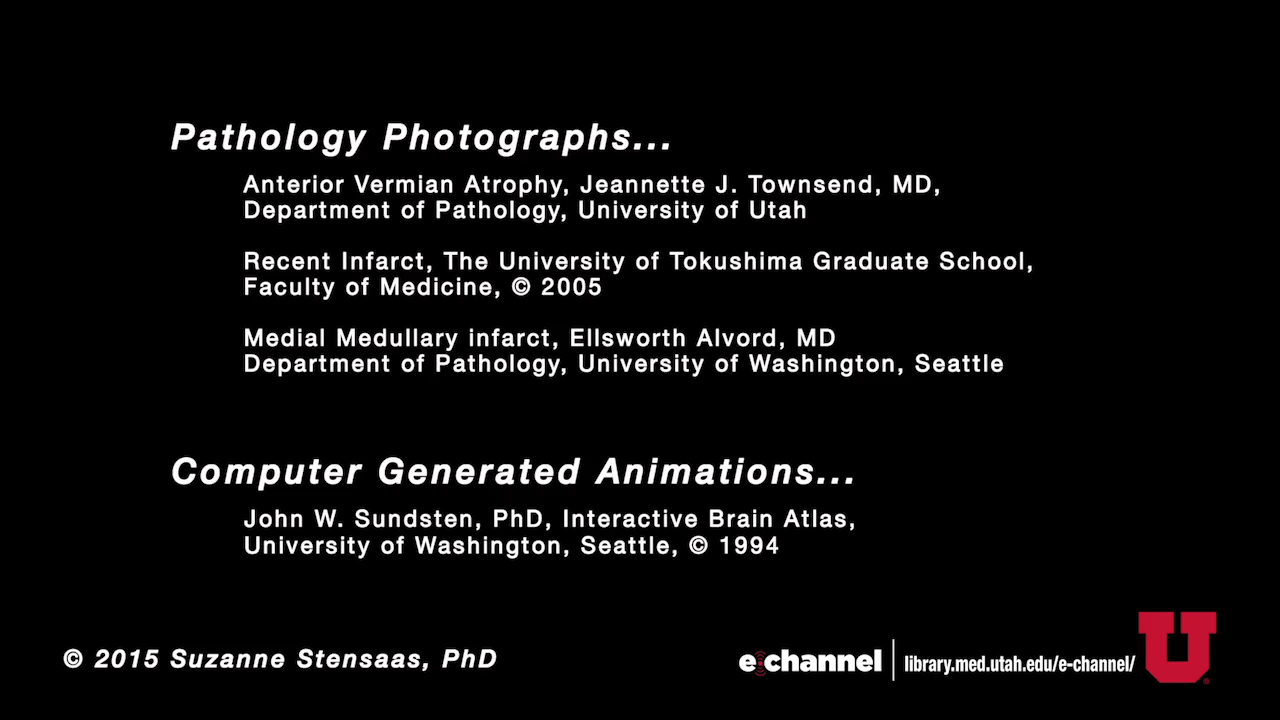 Pathology Photographs...
Anterior Vermian Atrophy, Jeannette J. Townsend, MD,
Department of Pathology, University of Utah
Recent Infarct, The University of Tokushima Graduate School,
Faculty of Medicine, © 2005
Medial Medullary infarct, Ellsworth Alvord, MD
Department of Pathology, University of Washington, Seattle
Computer Generated Animations...
John W. Sundsten, PhD, Interactive Brain Atlas,
University of Washington, Seattle, © 1994
© 2015 Suzanne Stensaas, PhD
e channel library.med.utah.edu/e-channel/ U®